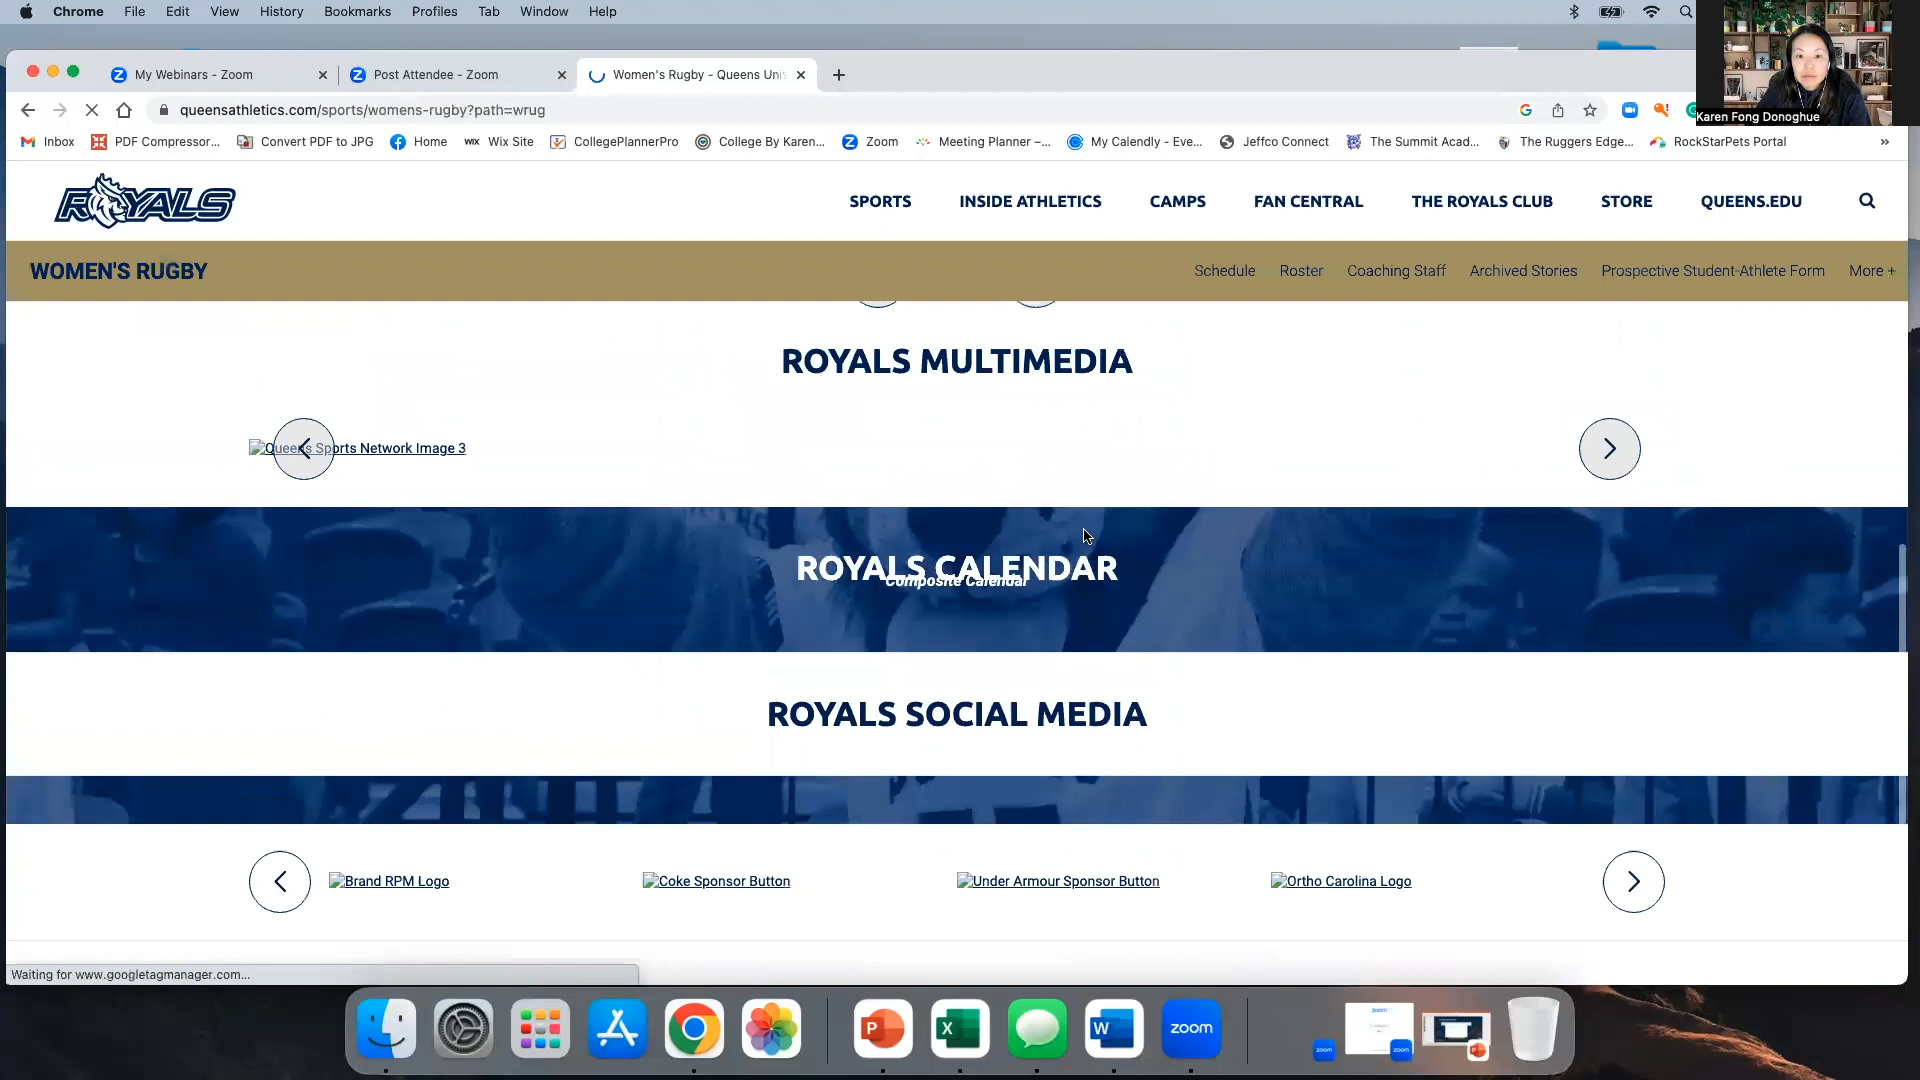 Chrome File Edit View History Bookmarks Profiles Tab Window Help
Karen Fong Donoghue
My Webinars - Zoom
Post Attendee - Zoom
Women's Rugby - Queens Uni
queensathletics.com/sports/womens-rugby?path=wrug
Inbox
PDF Compressor...
Convert PDF to JPG
Home
WIX Wix Site
CollegePlannerPro
College By Karen...
Zoom
Meeting Planner –...
My Calendly - Eve...
Jeffco Connect
The Summit Acad...
The Ruggers Edge...
RockStarPets Portal
»
ROYALS
SPORTS
INSIDE ATHLETICS
CAMPS
FAN CENTRAL
THE ROYALS CLUB
STORE
QUEENS.EDU
WOMEN'S RUGBY
Schedule
Roster
Coaching Staff
Archived Stories
Prospective Student-Athlete Form
More +
ROYALS MULTIMEDIA
Queens Sports Network Image 3
ROYALS CALENDAR
Composite Calendar
ROYALS SOCIAL MEDIA
Brand RPM Logo
Coke Sponsor Button
Under Armour Sponsor Button
Ortho Carolina Logo
Waiting for www.googletagmanager.com...
P
X
W
zoom